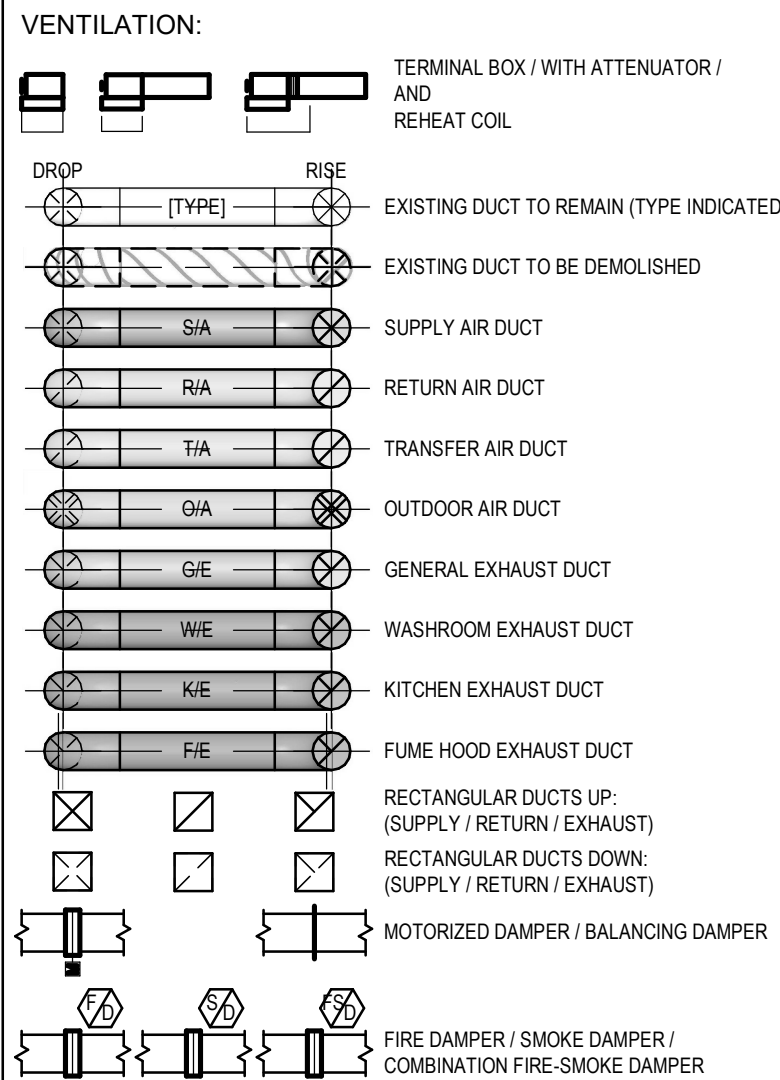 VENTILATION:
TERMINAL BOX / WITH ATTENUATOR /
AND
REHEAT COIL
DROP RISE
[TYPE] EXISTING DUCT TO REMAIN (TYPE INDICATED
EXISTING DUCT TO BE DEMOLISHED
S/A SUPPLY AIR DUCT
R/A RETURN AIR DUCT
T/A TRANSFER AIR DUCT
O/A OUTDOOR AIR DUCT
G/E GENERAL EXHAUST DUCT
W/E WASHROOM EXHAUST DUCT
K/E KITCHEN EXHAUST DUCT
F/E FUME HOOD EXHAUST DUCT
RECTANGULAR DUCTS UP:
(SUPPLY / RETURN / EXHAUST)
RECTANGULAR DUCTS DOWN:
(SUPPLY / RETURN / EXHAUST)
M MOTORIZED DAMPER / BALANCING DAMPER
F/D S/D FS/D
FIRE DAMPER / SMOKE DAMPER /
COMBINATION FIRE-SMOKE DAMPER